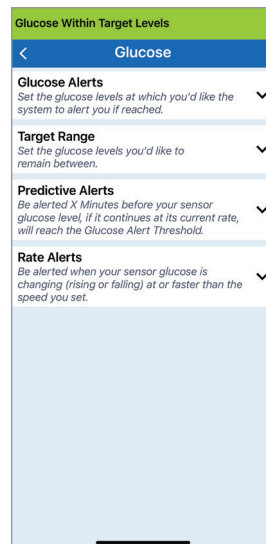 Glucose Within Target Levels
Glucose
Glucose Alerts
Set the glucose levels at which you'd like the
system to alert you if reached.
Target Range
Set the glucose levels you'd like to
remain between.
Predictive Alerts
Be alerted X Minutes before your sensor
glucose level, if it continues at its current rate,
will reach the Glucose Alert Threshold.
Rate Alerts
Be alerted when your sensor glucose is
changing (rising or falling) at or faster than the
speed you set.